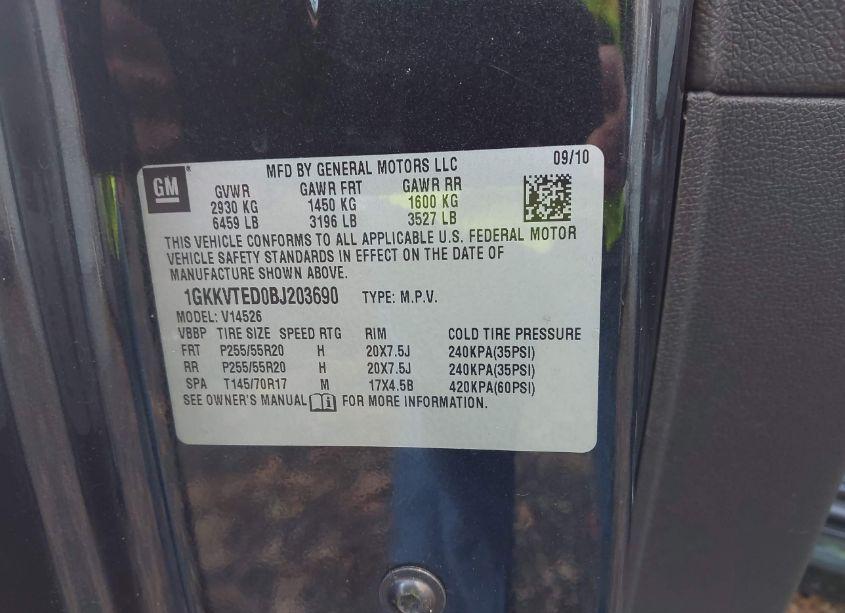 GM
MFD BY GENERAL MOTORS LLC 09/10
GVWR GAWR FRT GAWR RR
2930 KG 1450 KG 1600 KG
6459 LB 3196 LB 3527 LB
THIS VEHICLE CONFORMS TO ALL APPLICABLE U.S. FEDERAL MOTOR
VEHICLE SAFETY STANDARDS IN EFFECT ON THE DATE OF
MANUFACTURE SHOWN ABOVE.
1GKKVTED0BJ203690 TYPE: M.P.V.
MODEL: V14526
VBBP TIRE SIZE SPEED RTG RIM COLD TIRE PRESSURE
FRT P255/55R20 H 20X7.5J 240KPA(35PSI)
RR P255/55R20 H 20X7.5J 240KPA(35PSI)
SPA T145/70R17 M 17X4.5B 420KPA(60PSI)
SEE OWNER'S MANUAL FOR MORE INFORMATION.